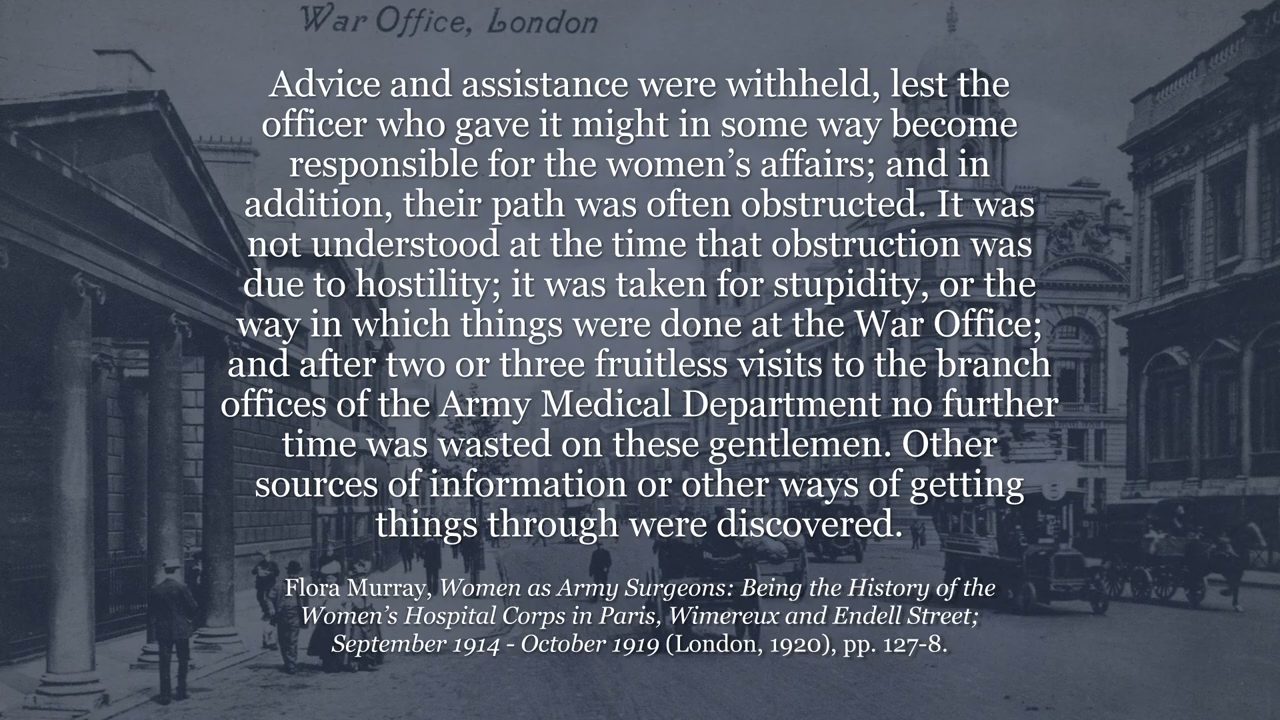 War Office, London
Advice and assistance were withheld, lest the
officer who gave it might in some way become
responsible for the women’s affairs; and in
addition, their path was often obstructed. It was
not understood at the time that obstruction was
due to hostility; it was taken for stupidity, or the
way in which things were done at the War Office;
and after two or three fruitless visits to the branch
offices of the Army Medical Department no further
time was wasted on these gentlemen. Other
sources of information or other ways of getting
things through were discovered.
Flora Murray, Women as Army Surgeons: Being the History of the
Women’s Hospital Corps in Paris, Wimereux and Endell Street;
September 1914 - October 1919 (London, 1920), pp. 127-8.